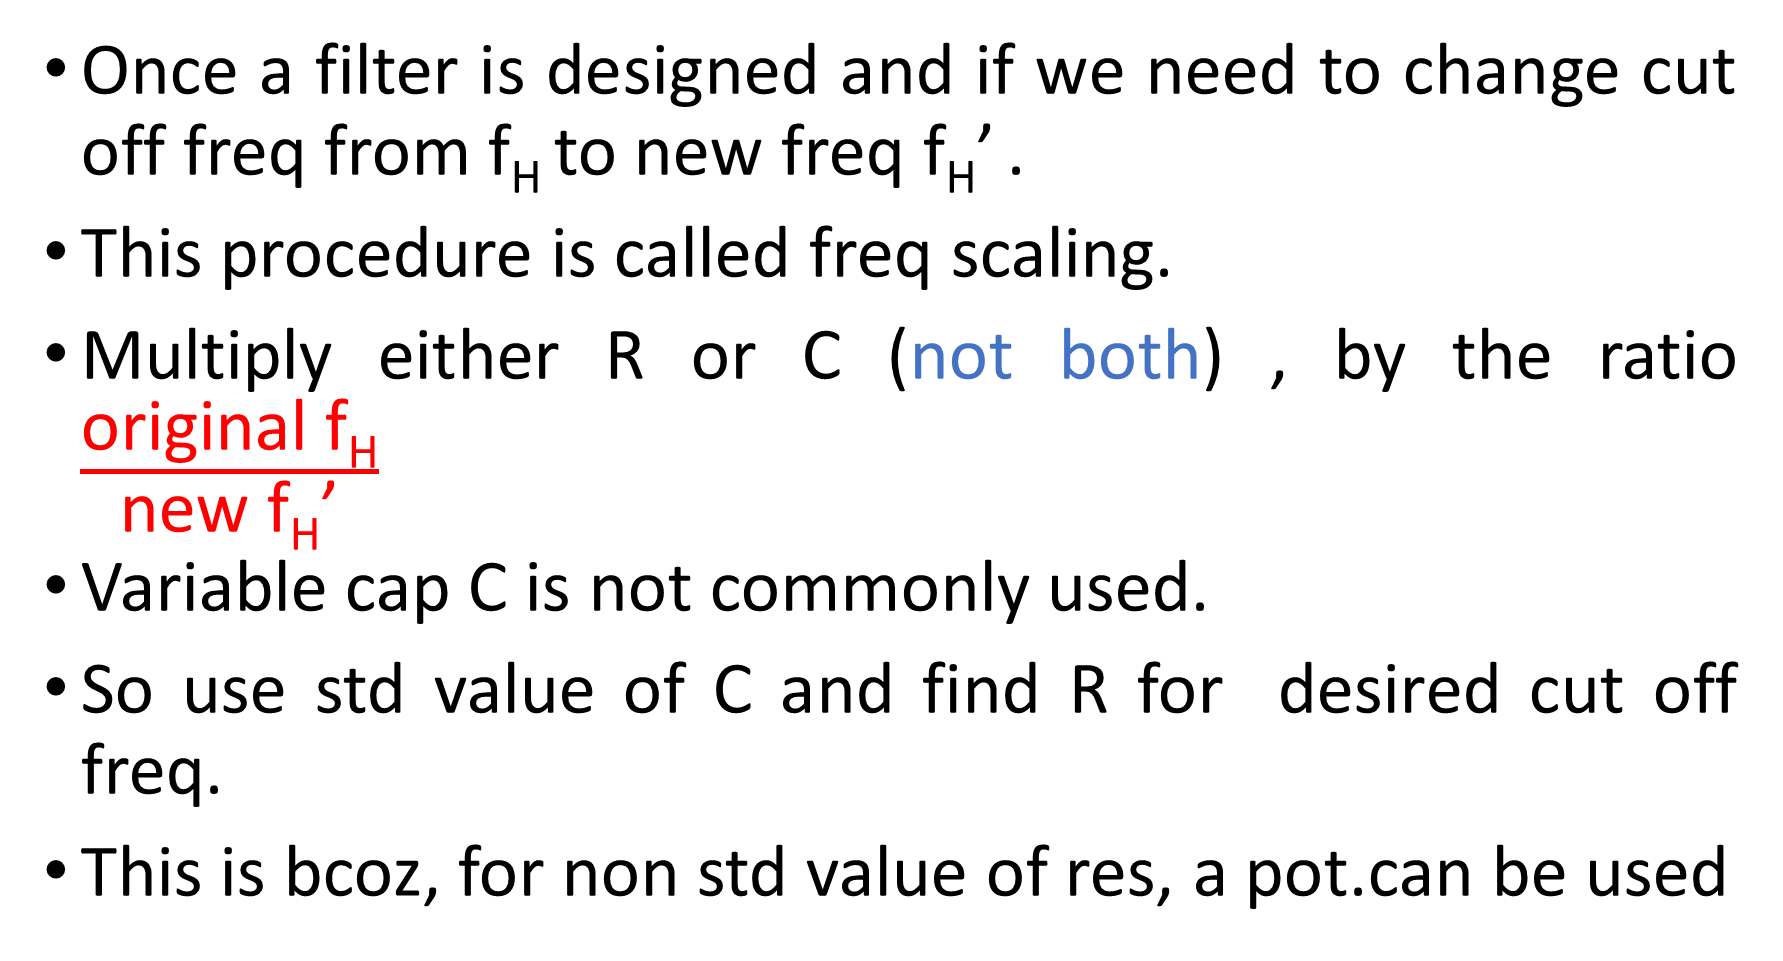 • Once a filter is designed and if we need to change cut
off freq from fH to new freq fH’ .
• This procedure is called freq scaling.
• Multiply either R or C (not both) , by the ratio
original fH
new fH’
• Variable cap C is not commonly used.
• So use std value of C and find R for desired cut off
freq.
• This is bcoz, for non std value of res, a pot.can be used